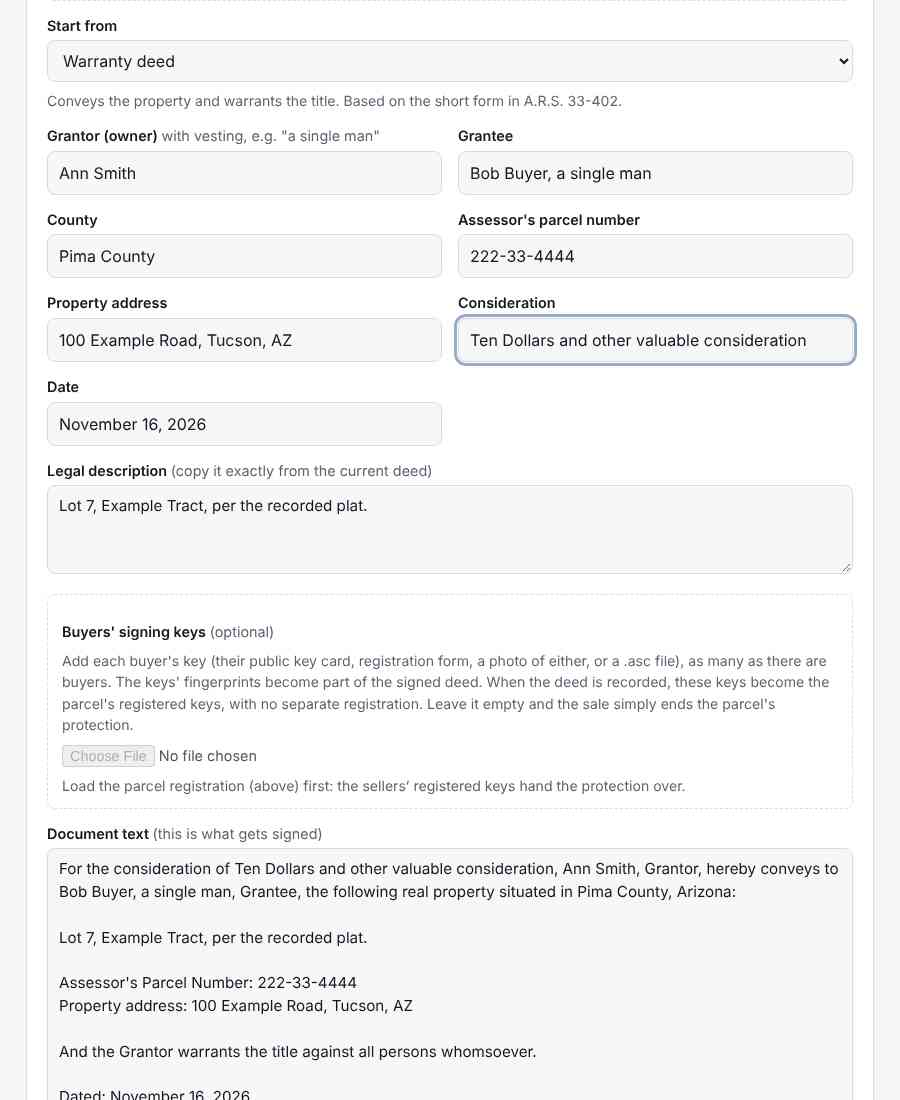 Start from
Warranty deed
Conveys the property and warrants the title. Based on the short form in A.R.S. 33-402.
Grantor (owner) with vesting, e.g. "a single man"
Grantee
Ann Smith
Bob Buyer, a single man
County
Assessor's parcel number
Pima County
222-33-4444
Property address
Consideration
100 Example Road, Tucson, AZ
Ten Dollars and other valuable consideration
Date
November 16, 2026
Legal description (copy it exactly from the current deed)
Lot 7, Example Tract, per the recorded plat.
Buyers' signing keys (optional)
Add each buyer's key (their public key card, registration form, a photo of either, or a .asc file), as many as there are
buyers. The keys' fingerprints become part of the signed deed. When the deed is recorded, these keys become the
parcel's registered keys, with no separate registration. Leave it empty and the sale simply ends the parcel's
protection.
Choose File No file chosen
Load the parcel registration (above) first: the sellers' registered keys hand the protection over.
Document text (this is what gets signed)
For the consideration of Ten Dollars and other valuable consideration, Ann Smith, Grantor, hereby conveys to
Bob Buyer, a single man, Grantee, the following real property situated in Pima County, Arizona:
Lot 7, Example Tract, per the recorded plat.
Assessor's Parcel Number: 222-33-4444
Property address: 100 Example Road, Tucson, AZ
And the Grantor warrants the title against all persons whomsoever.
Dated: November 16, 2026